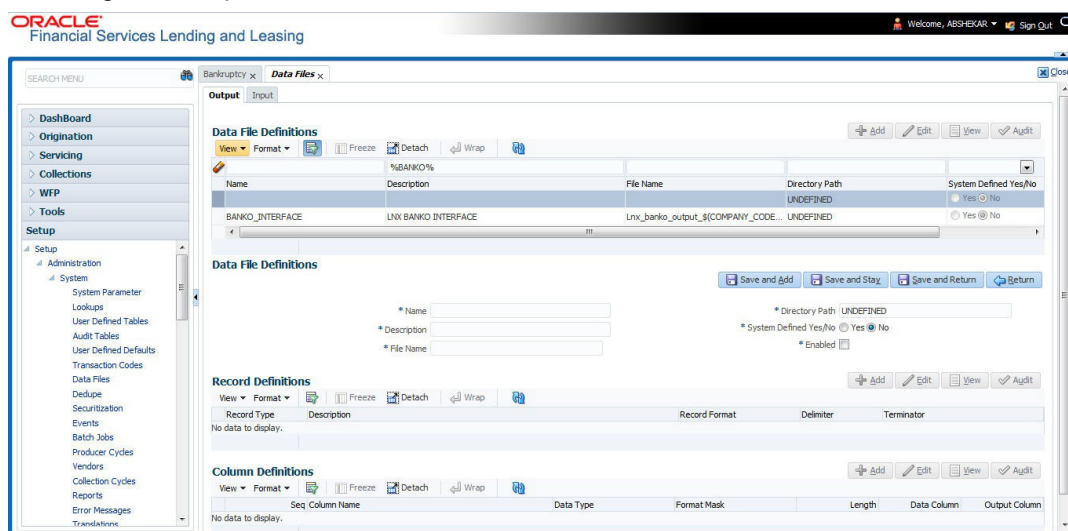 ORACLE
Financial Services Lending and Leasing
Welcome, ABSHEKAR Sign Out
SEARCH MENU
Bankruptcy x Data Files x
Close
Output Input
DashBoard
Origination
Servicing
Collections
WFP
Tools
Setup
Setup
Administration
System
System Parameter
Lookups
User Defined Tables
Audit Tables
User Defined Defaults
Transaction Codes
Data Files
Dedupe
Securitization
Events
Batch Jobs
Producer Cycles
Vendors
Collection Cycles
Reports
Error Messages
Translations
Data File Definitions
Add Edit View Audit
View Format Freeze Detach Wrap
%BANKO%
Name Description File Name Directory Path System Defined Yes/No
UNDEFINED Yes No
BANKO_INTERFACE LNX BANKO INTERFACE Lnx_banko_output_$(COMPANY_CODE... UNDEFINED Yes No
Data File Definitions
Save and Add Save and Stay Save and Return Return
* Name
* Description
* File Name
* Directory Path UNDEFINED
* System Defined Yes/No Yes No
* Enabled
Record Definitions
Add Edit View Audit
View Format Freeze Detach Wrap
Record Type Description Record Format Delimiter Terminator
No data to display.
Column Definitions
Add Edit View Audit
View Format Freeze Detach Wrap
Seq Column Name Data Type Format Mask Length Data Column Output Column
No data to display.